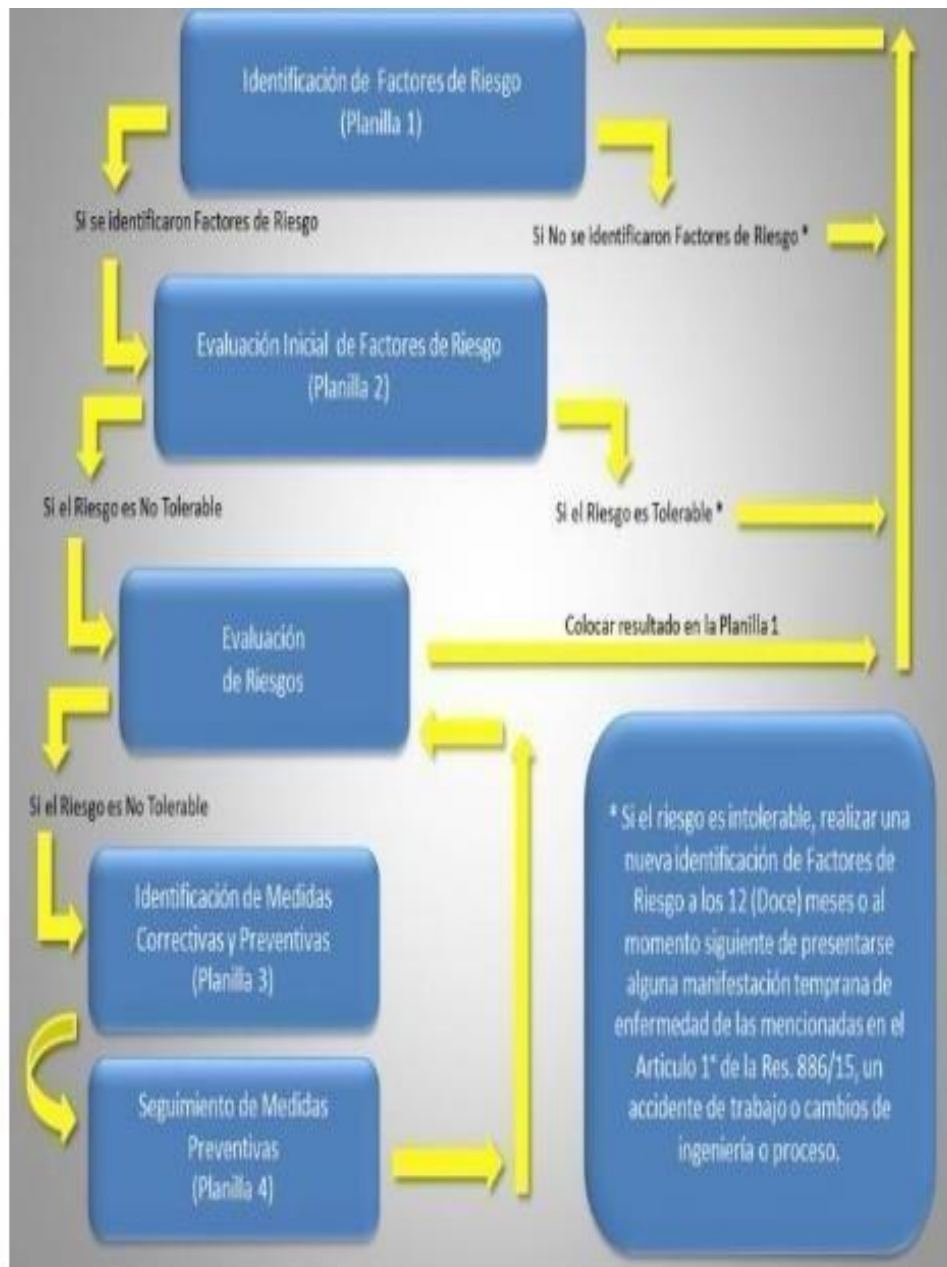 Identificación de Factores de Riesgo
(Planilla 1)
Si se identificaron Factores de Riesgo
Si No se identificaron Factores de Riesgo *
Evaluación Inicial de Factores de Riesgo
(Planilla 2)
Si el Riesgo es No Tolerable
Si el Riesgo es Tolerable *
Evaluación
de Riesgos
Colocar resultado en la Planilla 1
Si el Riesgo es No Tolerable
Identificación de Medidas
Correctivas y Preventivas
(Planilla 3)
Seguimiento de Medidas
Preventivas
(Planilla 4)
* Si el riesgo es intolerable, realizar una
nueva identificación de Factores de
Riesgo a los 12 (Doce) meses o al
momento siguiente de presentarse
alguna manifestación temprana de
enfermedad de las mencionadas en el
Articulo 1° de la Res. 886/15, un
accidente de trabajo o cambios de
ingeniería o proceso.